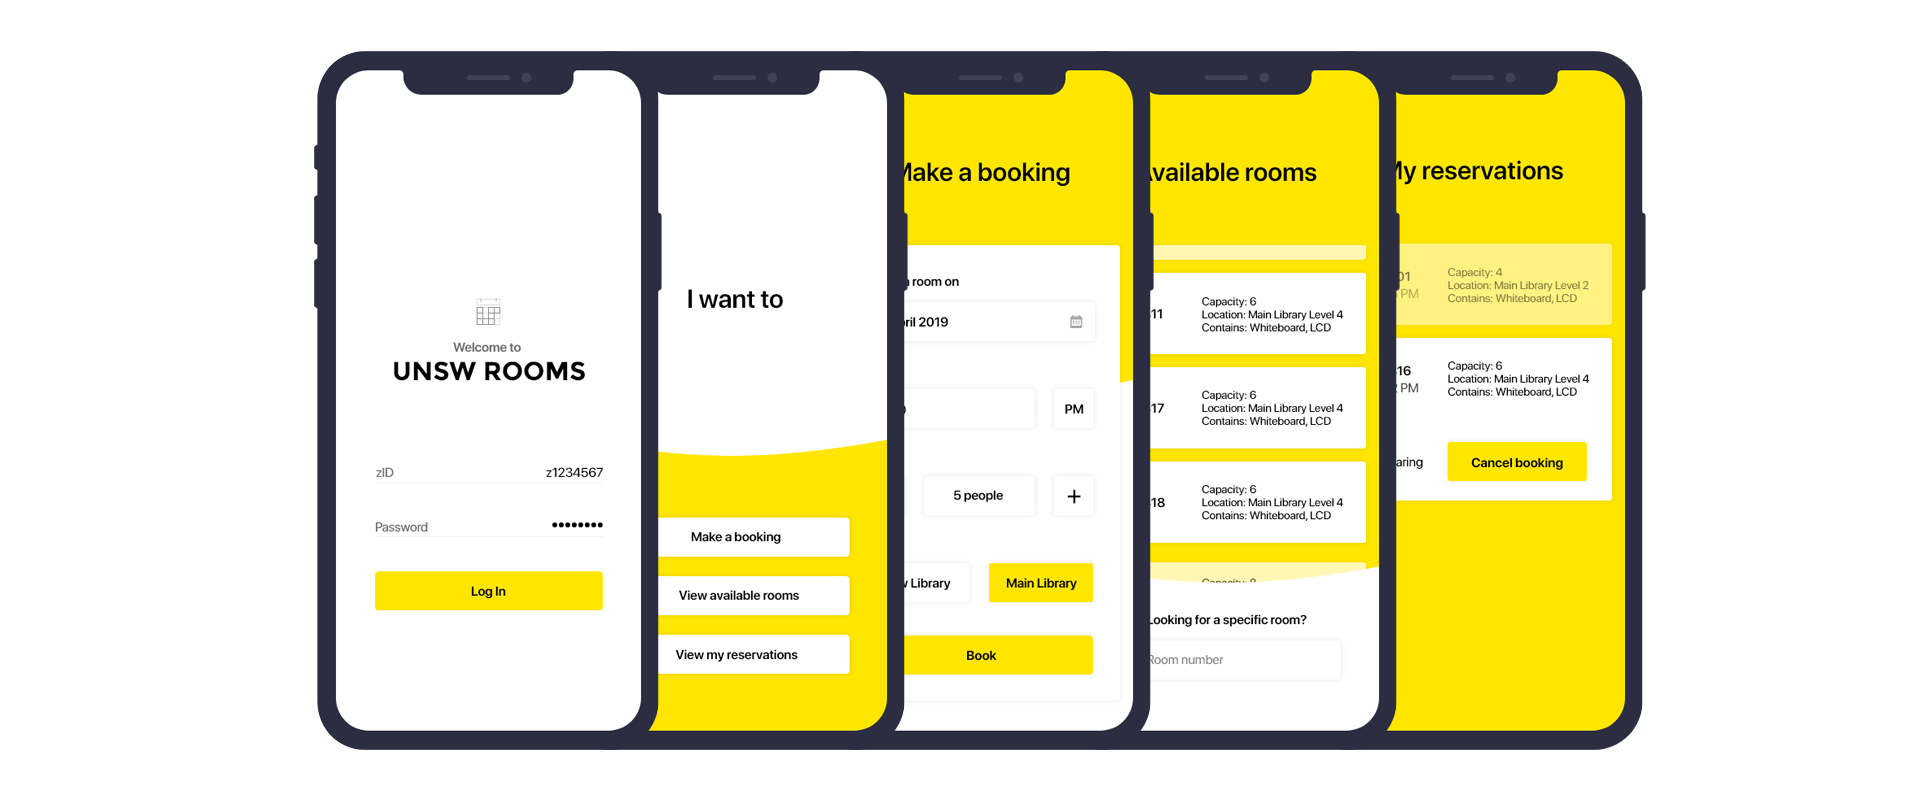 Welcome to
UNSW ROOMS
zID z1234567
Password
Log In
I want to
Make a booking
View available rooms
View my reservations
Make a booking
room on
2019
PM
5 people
+
Library
Main Library
Book
Available rooms
11
Capacity: 6
Location: Main Library Level 4
Contains: Whiteboard, LCD
17
Capacity: 6
Location: Main Library Level 4
Contains: Whiteboard, LCD
18
Capacity: 6
Location: Main Library Level 4
Contains: Whiteboard, LCD
Looking for a specific room?
Room number
My reservations
01
PM
Capacity: 4
Location: Main Library Level 2
Contains: Whiteboard, LCD
16
PM
Capacity: 6
Location: Main Library Level 4
Contains: Whiteboard, LCD
aring
Cancel booking